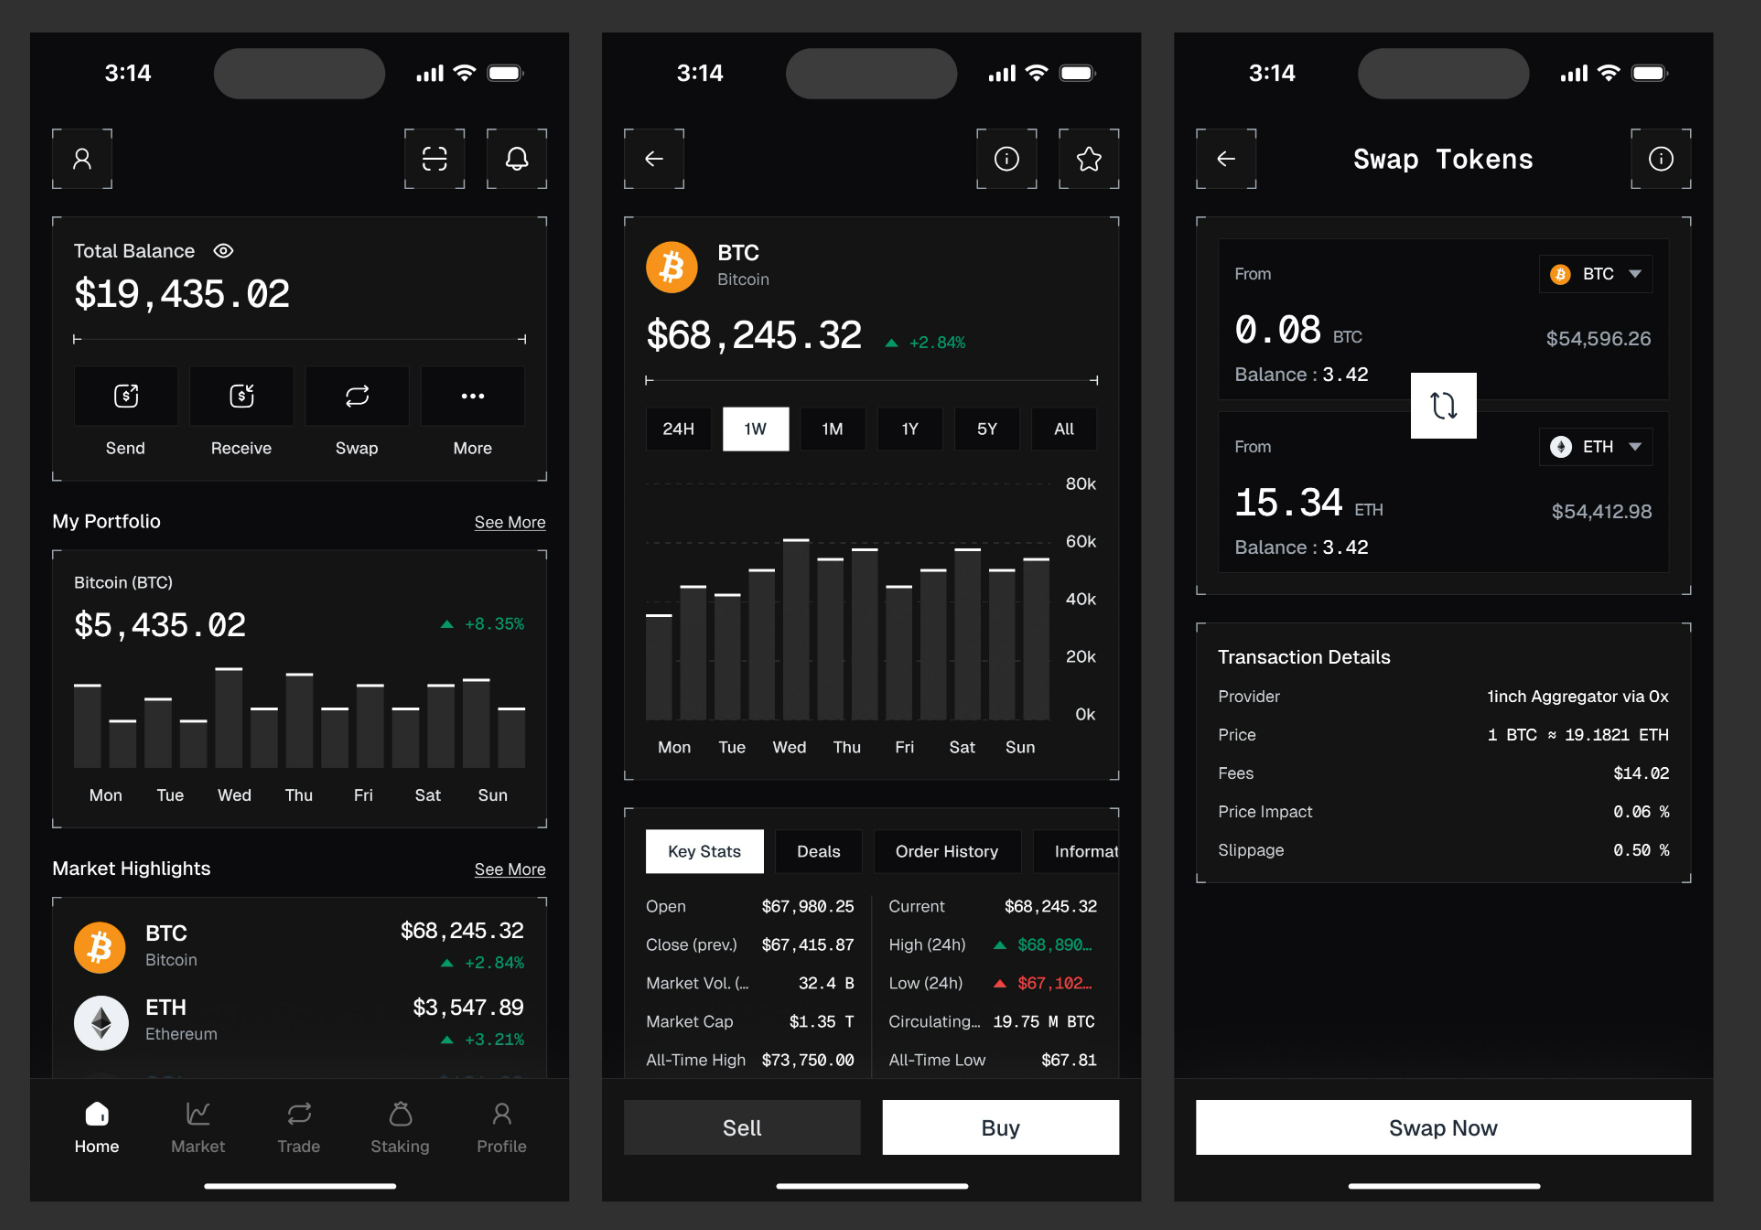 3:14
Total Balance
$19,435.02
Send Receive Swap More
My Portfolio See More
Bitcoin (BTC)
$5,435.02 +8.35%
Mon Tue Wed Thu Fri Sat Sun
Market Highlights See More
BTC $68,245.32
Bitcoin +2.84%
ETH $3,547.89
Ethereum +3.21%
Home Market Trade Staking Profile
3:14
BTC
Bitcoin
$68,245.32 +2.84%
24H 1W 1M 1Y 5Y All
80k
60k
40k
20k
0k
Mon Tue Wed Thu Fri Sat Sun
Key Stats Deals Order History Informat
Open $67,980.25 Current $68,245.32
Close (prev.) $67,415.87 High (24h) $68,890...
Market Vol. (... 32.4 B Low (24h) $67,102...
Market Cap $1.35 T Circulating... 19.75 M BTC
All-Time High $73,750.00 All-Time Low $67.81
Sell Buy
3:14
Swap Tokens
From BTC
0.08 BTC $54,596.26
Balance : 3.42
From ETH
15.34 ETH $54,412.98
Balance : 3.42
Transaction Details
Provider 1inch Aggregator via 0x
Price 1 BTC ≈ 19.1821 ETH
Fees $14.02
Price Impact 0.06 %
Slippage 0.50 %
Swap Now